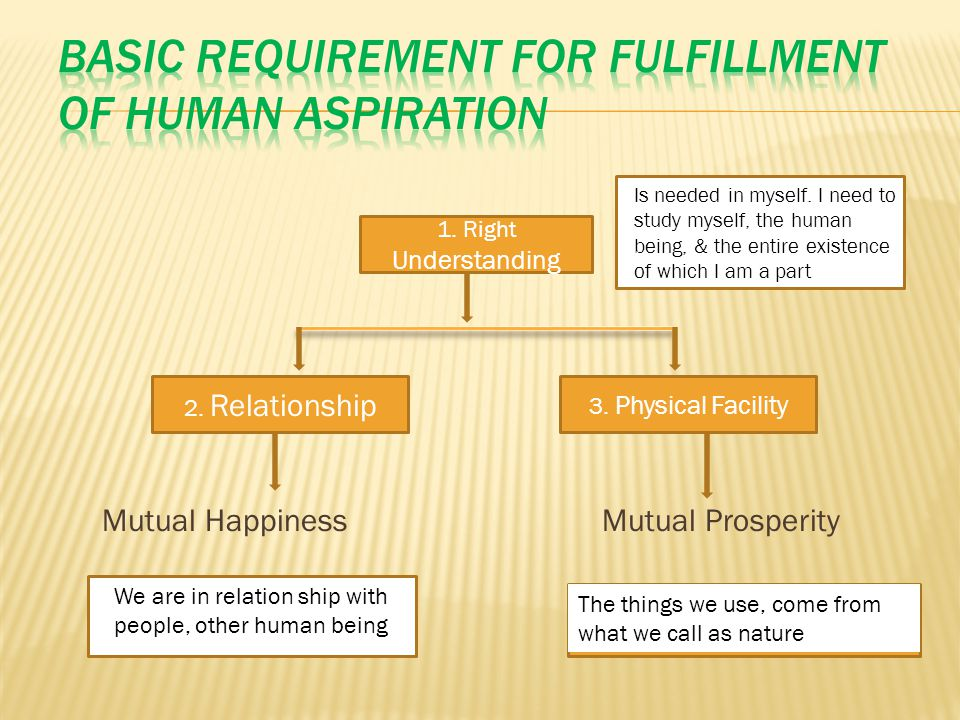 BASIC REQUIREMENT FOR FULFILLMENT
OF HUMAN ASPIRATION
Is needed in myself. I need to
study myself, the human
being, & the entire existence
of which I am a part
1. Right
Understanding
2. Relationship
3. Physical Facility
Mutual Happiness
Mutual Prosperity
We are in relation ship with
people, other human being
The things we use, come from
what we call as nature